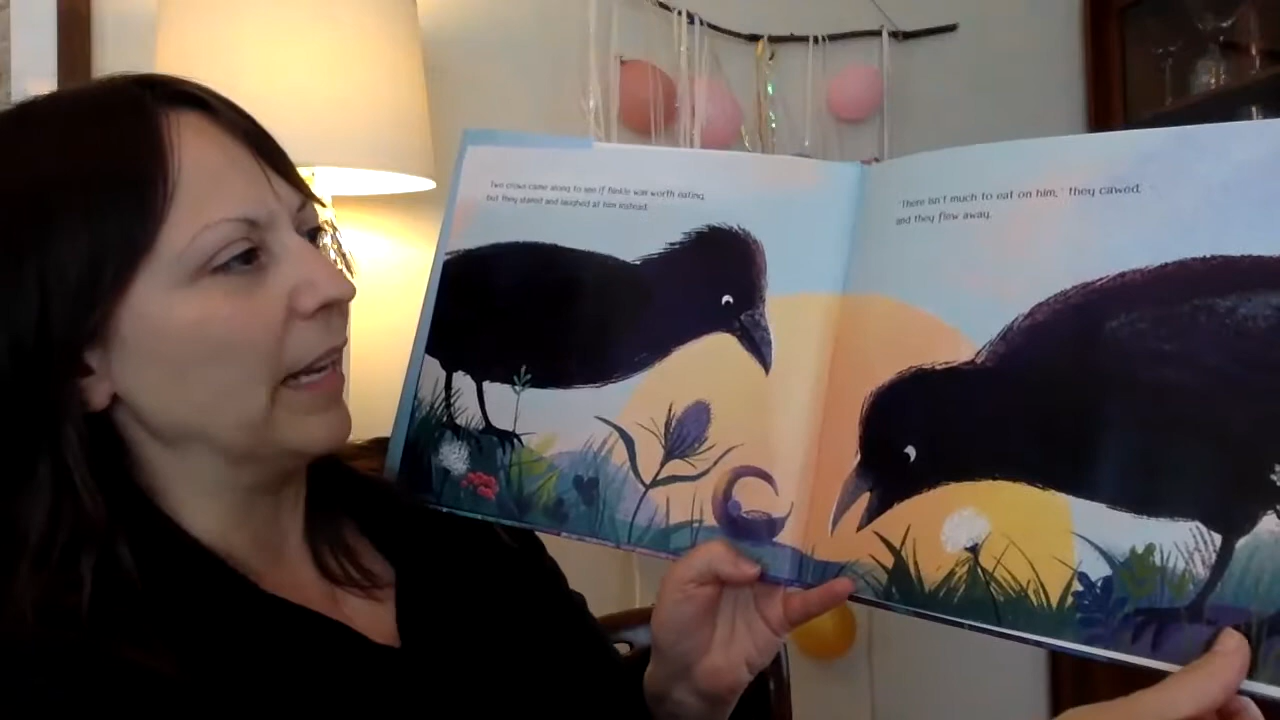 Two crows came along to see if Finkle was worth eating,
but they stared and laughed at him instead.
'There isn't much to eat on him,' they cawed,
and they flew away.